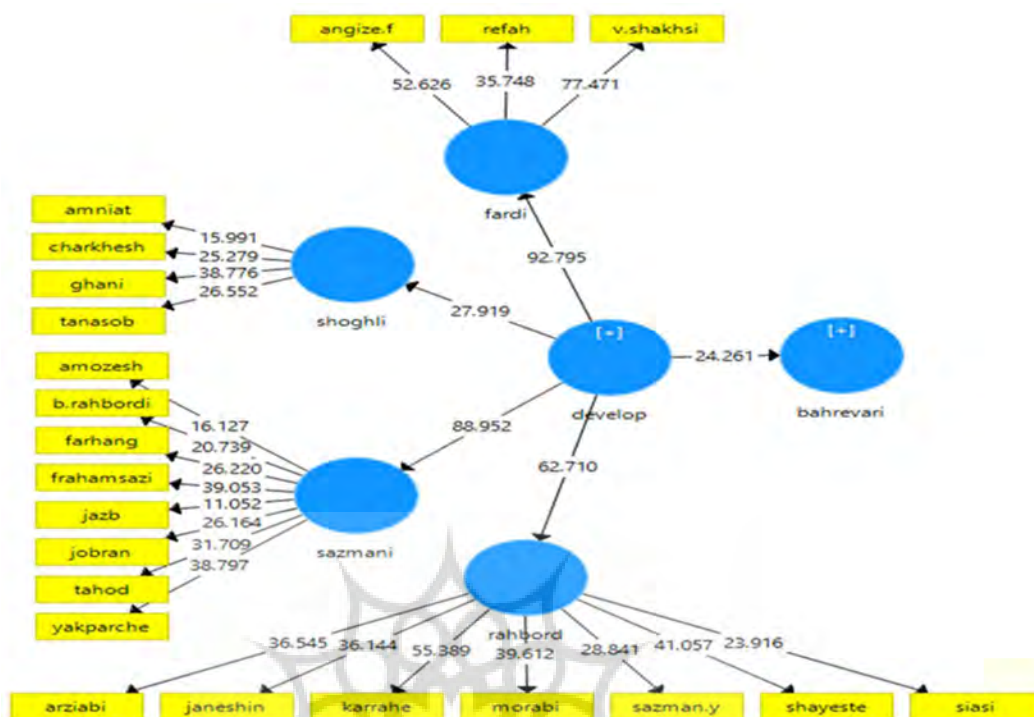 angize.f refah v.shakhsi
52.626 35.748 77.471
fardi
amniat
charkhesh
ghani
tanasob
15.991
25.279
38.776
26.552
shoghli
92.795
27.919
[+]
develop
24.261
[+]
bahrevari
88.952
62.710
amozesh
b.rahbordi
farhang
frahamsazi
jazb
jobran
tahod
yakparche
16.127
20.739
26.220
39.053
11.052
26.164
31.709
38.797
sazmani
rahbord
36.545 36.144 55.389 39.612 28.841 41.057 23.916
arziabi janeshin karrahe morabi sazman.y shayeste siasi